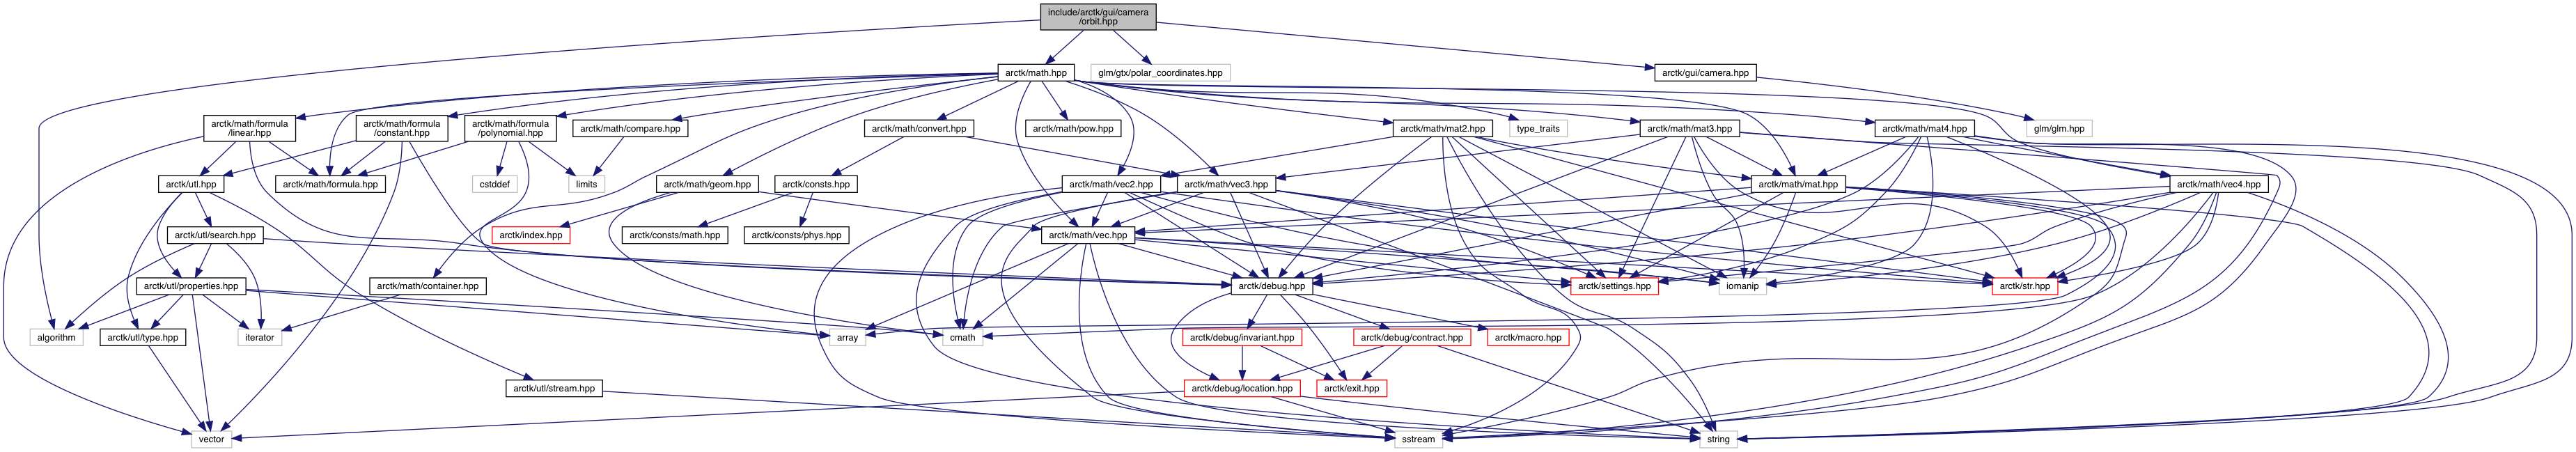 include/arctk/gui/camera
/orbit.hpp
arctk/math.hpp
glm/gtx/polar_coordinates.hpp
arctk/gui/camera.hpp
arctk/math/formula
/linear.hpp
arctk/math/formula
/constant.hpp
arctk/math/formula
/polynomial.hpp
arctk/math/compare.hpp
arctk/math/convert.hpp
arctk/math/pow.hpp
arctk/math/mat2.hpp
type_traits
arctk/math/mat3.hpp
arctk/math/mat4.hpp
glm/glm.hpp
arctk/utl.hpp
arctk/math/formula.hpp
cstddef
limits
arctk/math/geom.hpp
arctk/consts.hpp
arctk/math/vec2.hpp
arctk/math/vec3.hpp
arctk/math/mat.hpp
arctk/math/vec4.hpp
arctk/utl/search.hpp
arctk/index.hpp
arctk/consts/math.hpp
arctk/consts/phys.hpp
arctk/math/vec.hpp
arctk/utl/properties.hpp
arctk/math/container.hpp
arctk/debug.hpp
arctk/settings.hpp
iomanip
arctk/str.hpp
algorithm
arctk/utl/type.hpp
iterator
array
cmath
arctk/debug/invariant.hpp
arctk/debug/contract.hpp
arctk/macro.hpp
arctk/utl/stream.hpp
arctk/debug/location.hpp
arctk/exit.hpp
vector
sstream
string